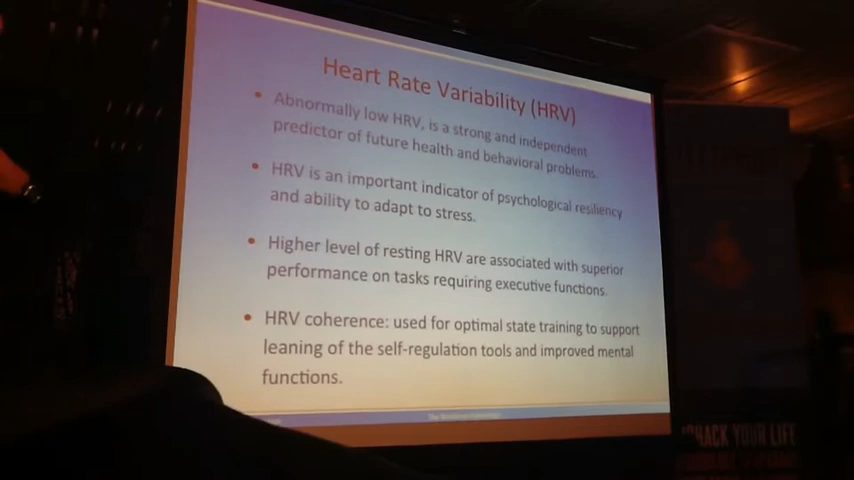 Heart Rate Variability (HRV)
• Abnormally low HRV, is a strong and independent
predictor of future health and behavioral problems.
• HRV is an important indicator of psychological resiliency
and ability to adapt to stress.
• Higher level of resting HRV are associated with superior
performance on tasks requiring executive functions.
• HRV coherence: used for optimal state training to support
leaning of the self-regulation tools and improved mental
functions.
HACK YOUR LIFE